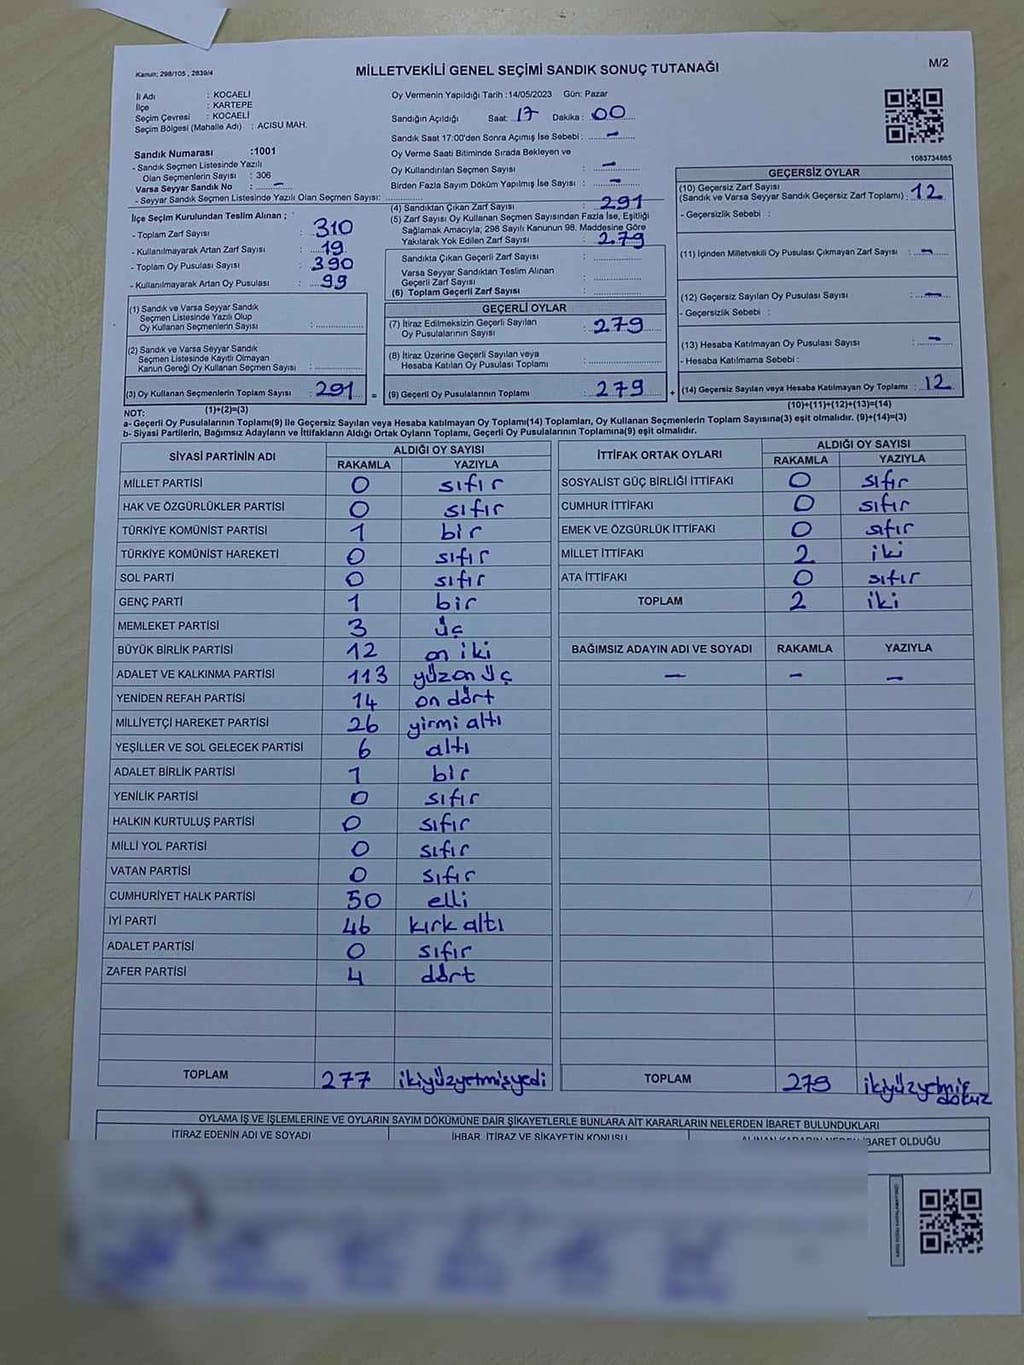 Kanun; 298/105 , 2839/4
MİLLETVEKİLİ GENEL SEÇİMİ SANDIK SONUÇ TUTANAĞI
M/2
İl Adı : KOCAELİ
İlçe : KARTEPE
Seçim Çevresi : KOCAELİ
Seçim Bölgesi (Mahalle Adı) : ACISU MAH.
Sandık Numarası :1001
- Sandık Seçmen Listesinde Yazılı
Olan Seçmenlerin Sayısı : 306
Varsa Seyyar Sandık No : –
- Seyyar Sandık Seçmen Listesinde Yazılı Olan Seçmen Sayısı:
Oy Vermenin Yapıldığı Tarih :14/05/2023 Gün: Pazar
Sandığın Açıldığı Saat: 17 Dakika : 00
Sandık Saat 17:00'den Sonra Açımış İse Sebebi : –
Oy Verme Saati Bitiminde Sırada Bekleyen ve
Oy Kullandırılan Seçmen Sayısı : –
Birden Fazla Sayım Döküm Yapılmış İse Sayısı : –
1083734865
İlçe Seçim Kurulundan Teslim Alınan ;
- Toplam Zarf Sayısı : 310
- Kullanılmayarak Artan Zarf Sayısı : 19
- Toplam Oy Pusulası Sayısı : 390
- Kullanılmayarak Artan Oy Pusulası : 99
(1) Sandık ve Varsa Seyyar Sandık
Seçmen Listesinde Yazılı Olup
Oy Kullanan Seçmenlerin Sayısı :
(2) Sandık ve Varsa Seyyar Sandık
Seçmen Listesinde Kayıtlı Olmayan
Kanun Gereği Oy Kullanan Seçmen Sayısı :
(3) Oy Kullanan Seçmenlerin Toplam Sayısı : 291 =
(1)+(2)=(3)
(4) Sandıktan Çıkan Zarf Sayısı : 291
(5) Zarf Sayısı Oy Kullanan Seçmen Sayısından Fazla İse, Eşitliği
Sağlamak Amacıyla; 298 Sayılı Kanunun 98. Maddesine Göre
Yakılarak Yok Edilen Zarf Sayısı : 279
Sandıkta Çıkan Geçerli Zarf Sayısı :
Varsa Seyyar Sandıktan Teslim Alınan
Geçerli Zarf Sayısı :
(6) Toplam Geçerli Zarf Sayısı :
GEÇERLİ OYLAR
(7) İtiraz Edilmeksizin Geçerli Sayılan
Oy Pusulalarının Sayısı : 279
(8) İtiraz Üzerine Geçerli Sayılan veya
Hesaba Katılan Oy Pusulası Toplamı :
(9) Geçerli Oy Pusulalarının Toplamı : 279 +
GEÇERSİZ OYLAR
(10) Geçersiz Zarf Sayısı
(Sandık ve Varsa Seyyar Sandık Geçersiz Zarf Toplamı) : 12
- Geçersizlik Sebebi :
(11) İçinden Milletvekili Oy Pusulası Çıkmayan Zarf Sayısı : –
(12) Geçersiz Sayılan Oy Pusulası Sayısı : –
- Geçersizlik Sebebi :
(13) Hesaba Katılmayan Oy Pusulası Sayısı : –
- Hesaba Katılmama Sebebi :
(14) Geçersiz Sayılan veya Hesaba Katılmayan Oy Toplamı : 12
(10)+(11)+(12)+(13)=(14)
NOT:
a- Geçerli Oy Pusulalarının Toplamı(9) ile Geçersiz Sayılan veya Hesaba katılmayan Oy Toplamı(14) Toplamları, Oy Kullanan Seçmenlerin Toplam Sayısına(3) eşit olmalıdır. (9)+(14)=(3)
b- Siyasi Partilerin, Bağımsız Adayların ve İttifakların Aldığı Ortak Oyların Toplamı, Geçerli Oy Pusulalarının Toplamına(9) eşit olmalıdır.
SİYASİ PARTİNİN ADI ALDIĞI OY SAYISI
RAKAMLA YAZIYLA
MİLLET PARTİSİ 0 sıfır
HAK VE ÖZGÜRLÜKLER PARTİSİ 0 sıfır
TÜRKİYE KOMÜNİST PARTİSİ 1 bir
TÜRKİYE KOMÜNİST HAREKETİ 0 sıfır
SOL PARTİ 0 sıfır
GENÇ PARTİ 1 bir
MEMLEKET PARTİSİ 3 üç
BÜYÜK BİRLİK PARTİSİ 12 on iki
ADALET VE KALKINMA PARTİSİ 113 yüzon üç
YENİDEN REFAH PARTİSİ 14 on dört
MİLLİYETÇİ HAREKET PARTİSİ 26 yirmi altı
YEŞİLLER VE SOL GELECEK PARTİSİ 6 altı
ADALET BİRLİK PARTİSİ 1 bir
YENİLİK PARTİSİ 0 sıfır
HALKIN KURTULUŞ PARTİSİ 0 sıfır
MİLLİ YOL PARTİSİ 0 sıfır
VATAN PARTİSİ 0 sıfır
CUMHURİYET HALK PARTİSİ 50 elli
İYİ PARTİ 46 kırk altı
ADALET PARTİSİ 0 sıfır
ZAFER PARTİSİ 4 dört
TOPLAM 277 ikiyüzyetmişyedi
İTTİFAK ORTAK OYLARI ALDIĞI OY SAYISI
RAKAMLA YAZIYLA
SOSYALİST GÜÇ BİRLİĞİ İTTİFAKI 0 sıfır
CUMHUR İTTİFAKI 0 sıfır
EMEK VE ÖZGÜRLÜK İTTİFAKI 0 sıfır
MİLLET İTTİFAKI 2 iki
ATA İTTİFAKI 0 sıfır
TOPLAM 2 iki
BAĞIMSIZ ADAYIN ADI VE SOYADI RAKAMLA YAZIYLA
– – –
TOPLAM 279 ikiyüzyetmiş
dokuz
OYLAMA İŞ VE İŞLEMLERİNE VE OYLARIN SAYIM DÖKÜMÜNE DAİR ŞİKAYETLERLE BUNLARA AİT KARARLARIN NELERDEN İBARET BULUNDUKLARI
İTİRAZ EDENİN ADI VE SOYADI İHBAR, İTİRAZ VE ŞİKAYETİN KONUSU ALINAN KARARIN NEDEN İBARET OLDUĞU